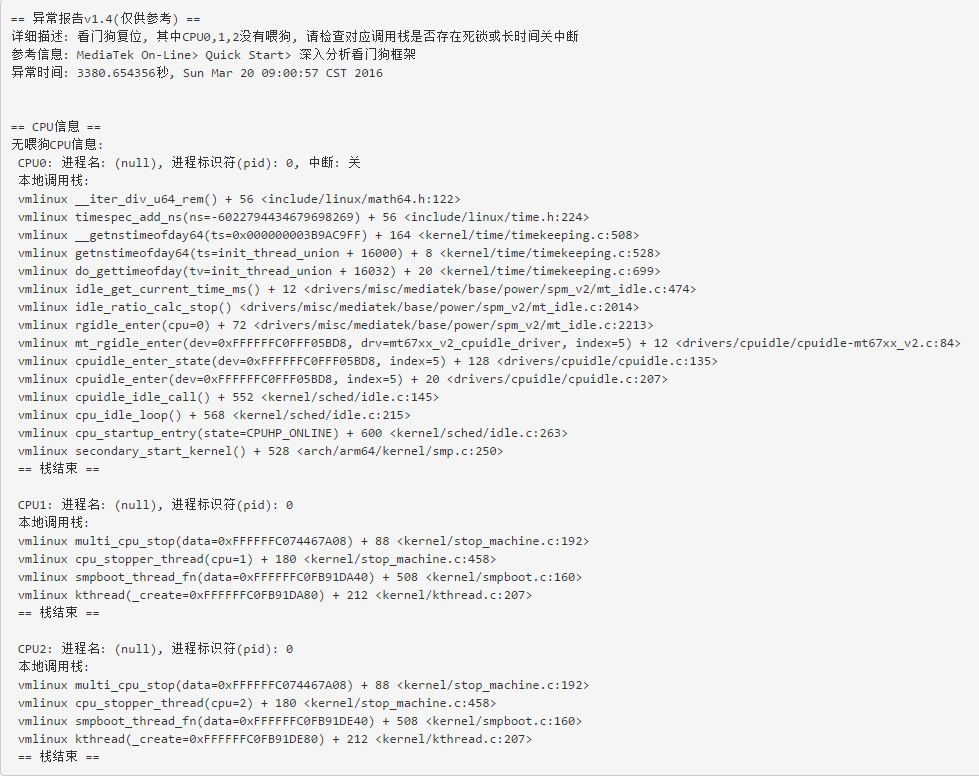 == 异常报告v1.4(仅供参考) ==
详细描述: 看门狗复位, 其中CPU0,1,2没有喂狗, 请检查对应调用栈是否存在死锁或长时间关中断
参考信息: MediaTek On-Line> Quick Start> 深入分析看门狗框架
异常时间: 3380.654356秒, Sun Mar 20 09:00:57 CST 2016
== CPU信息 ==
无喂狗CPU信息:
CPU0: 进程名: (null), 进程标识符(pid): 0, 中断: 关
本地调用栈:
vmlinux __iter_div_u64_rem() + 56 <include/linux/math64.h:122>
vmlinux timespec_add_ns(ns=-6022794434679698269) + 56 <include/linux/time.h:224>
vmlinux __getnstimeofday64(ts=0x000000003B9AC9FF) + 164 <kernel/time/timekeeping.c:508>
vmlinux getnstimeofday64(ts=init_thread_union + 16000) + 8 <kernel/time/timekeeping.c:528>
vmlinux do_gettimeofday(tv=init_thread_union + 16032) + 20 <kernel/time/timekeeping.c:699>
vmlinux idle_get_current_time_ms() + 12 <drivers/misc/mediatek/base/power/spm_v2/mt_idle.c:474>
vmlinux idle_ratio_calc_stop() <drivers/misc/mediatek/base/power/spm_v2/mt_idle.c:2014>
vmlinux rgidle_enter(cpu=0) + 72 <drivers/misc/mediatek/base/power/spm_v2/mt_idle.c:2213>
vmlinux mt_rgidle_enter(dev=0xFFFFFFC0FFF05BD8, drv=mt67xx_v2_cpuidle_driver, index=5) + 12 <drivers/cpuidle/cpuidle-mt67xx_v2.c:84>
vmlinux cpuidle_enter_state(dev=0xFFFFFFC0FFF05BD8, index=5) + 128 <drivers/cpuidle/cpuidle.c:135>
vmlinux cpuidle_enter(dev=0xFFFFFFC0FFF05BD8, index=5) + 20 <drivers/cpuidle/cpuidle.c:207>
vmlinux cpuidle_idle_call() + 552 <kernel/sched/idle.c:145>
vmlinux cpu_idle_loop() + 568 <kernel/sched/idle.c:215>
vmlinux cpu_startup_entry(state=CPUHP_ONLINE) + 600 <kernel/sched/idle.c:263>
vmlinux secondary_start_kernel() + 528 <arch/arm64/kernel/smp.c:250>
== 栈结束 ==
CPU1: 进程名: (null), 进程标识符(pid): 0
本地调用栈:
vmlinux multi_cpu_stop(data=0xFFFFFFC074467A08) + 88 <kernel/stop_machine.c:192>
vmlinux cpu_stopper_thread(cpu=1) + 180 <kernel/stop_machine.c:458>
vmlinux smpboot_thread_fn(data=0xFFFFFFC0FB91DA40) + 508 <kernel/smpboot.c:160>
vmlinux kthread(_create=0xFFFFFFC0FB91DA80) + 212 <kernel/kthread.c:207>
== 栈结束 ==
CPU2: 进程名: (null), 进程标识符(pid): 0
本地调用栈:
vmlinux multi_cpu_stop(data=0xFFFFFFC074467A08) + 88 <kernel/stop_machine.c:192>
vmlinux cpu_stopper_thread(cpu=2) + 180 <kernel/stop_machine.c:458>
vmlinux smpboot_thread_fn(data=0xFFFFFFC0FB91DE40) + 508 <kernel/smpboot.c:160>
vmlinux kthread(_create=0xFFFFFFC0FB91DE80) + 212 <kernel/kthread.c:207>
== 栈结束 ==